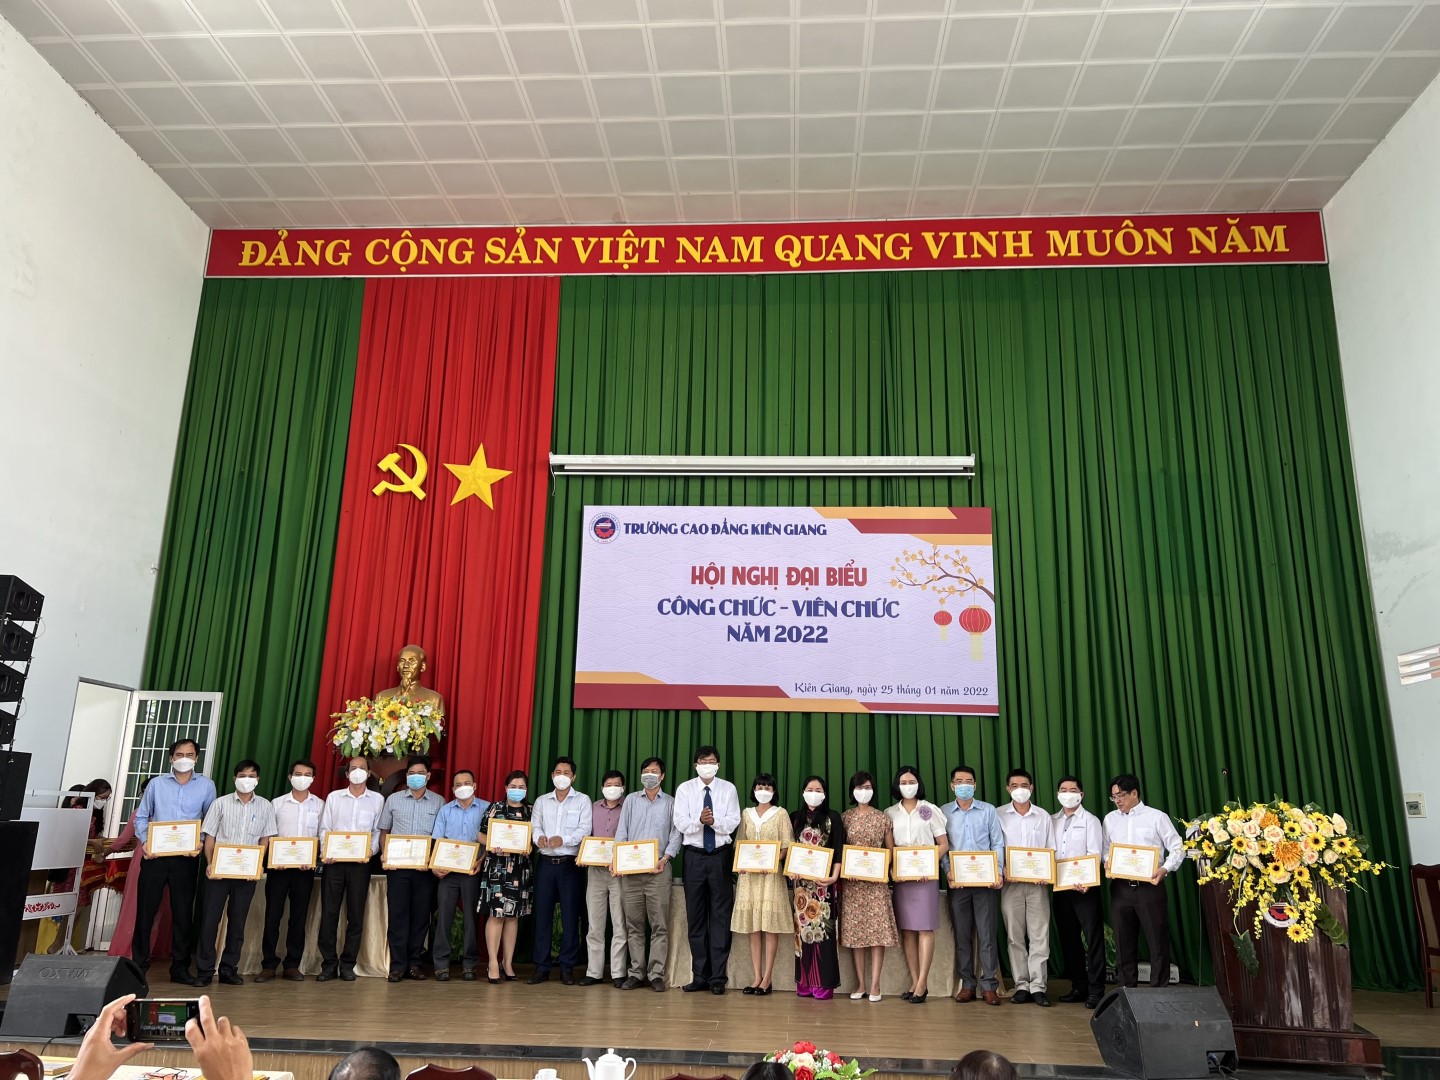 ĐẢNG CỘNG SẢN VIỆT NAM QUANG VINH MUÔN NĂM
TRƯỜNG CAO ĐẲNG KIÊN GIANG
HỘI NGHỊ ĐẠI BIỂU
CÔNG CHỨC - VIÊN CHỨC
NĂM 2022
Kiên Giang, ngày 25 tháng 01 năm 2022